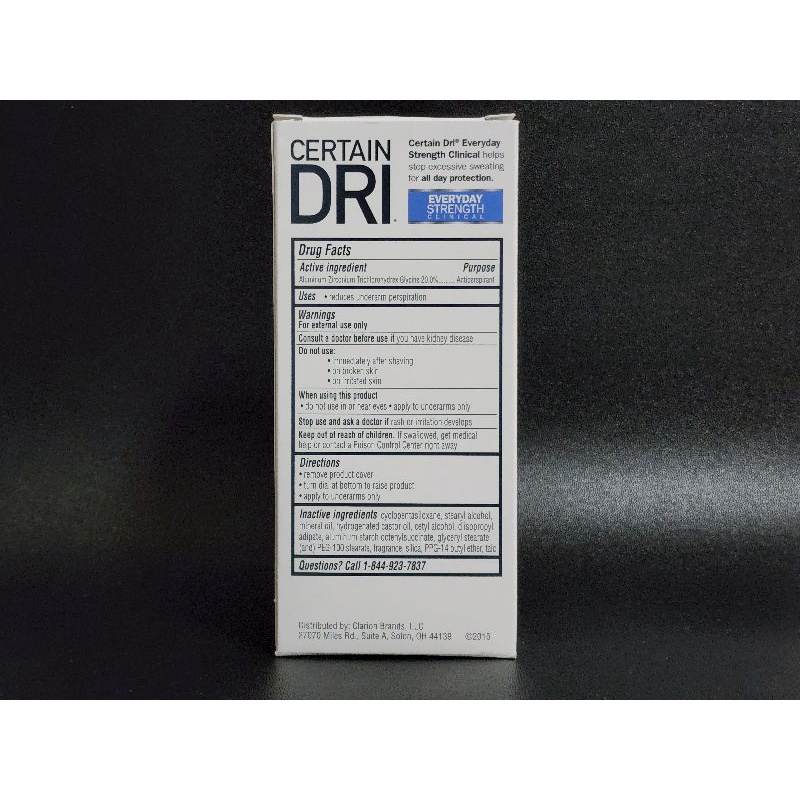 CERTAIN
DRI.
Certain Dri® Everyday
Strength Clinical helps
stop excessive sweating
for all day protection.
EVERYDAY
STRENGTH
CLINICAL
Drug Facts
Active ingredient Purpose
Aluminum Zirconium Trichlorohydrex Glycine 20.0%......... Antiperspirant
Uses • reduces underarm perspiration
Warnings
For external use only
Consult a doctor before use if you have kidney disease
Do not use:
• immediately after shaving
• on broken skin
• on irritated skin
When using this product
• do not use in or near eyes • apply to underarms only
Stop use and ask a doctor if rash or irritation develops
Keep out of reach of children. If swallowed, get medical
help or contact a Poison Control Center right away
Directions
• remove product cover
• turn dial at bottom to raise product
• apply to underarms only
Inactive ingredients cyclopentasiloxane, stearyl alcohol,
mineral oil, hydrogenated castor oil, cetyl alcohol, diisopropyl
adipate, aluminum starch octenylsuccinate, glyceryl stearate
(and) PEG-100 stearate, fragrance, silica, PPG-14 butyl ether, talc
Questions? Call 1-844-923-7837
Distributed by: Clarion Brands, LLC
27070 Miles Rd., Suite A, Solon, OH 44139 ©2015